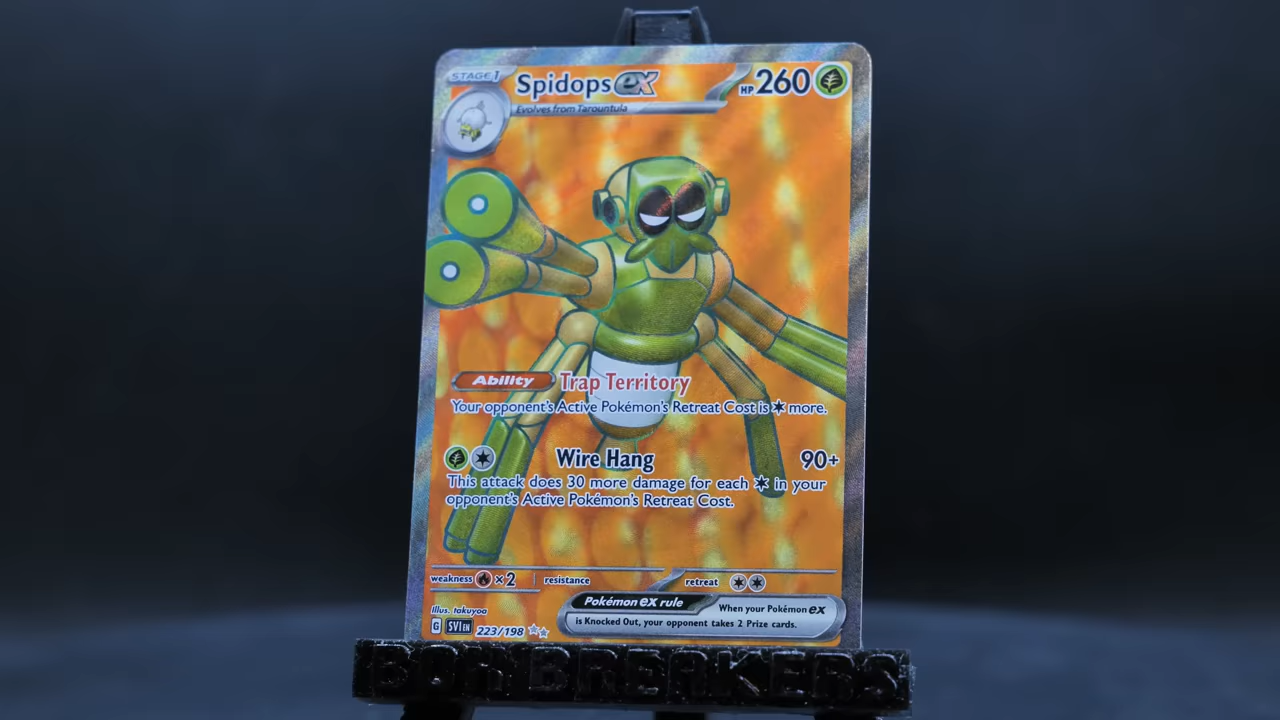 STAGE 1 Spidops ex HP 260
Evolves from Tarountula
Ability Trap Territory
Your opponent's Active Pokémon's Retreat Cost is more.
Wire Hang 90+
This attack does 30 more damage for each in your
opponent's Active Pokémon's Retreat Cost.
weakness ×2 resistance retreat
Pokémon ex rule When your Pokémon ex
is Knocked Out, your opponent takes 2 Prize cards.
Illus. takuyoa
G SVI EN 223/198
BOX BREAKERS